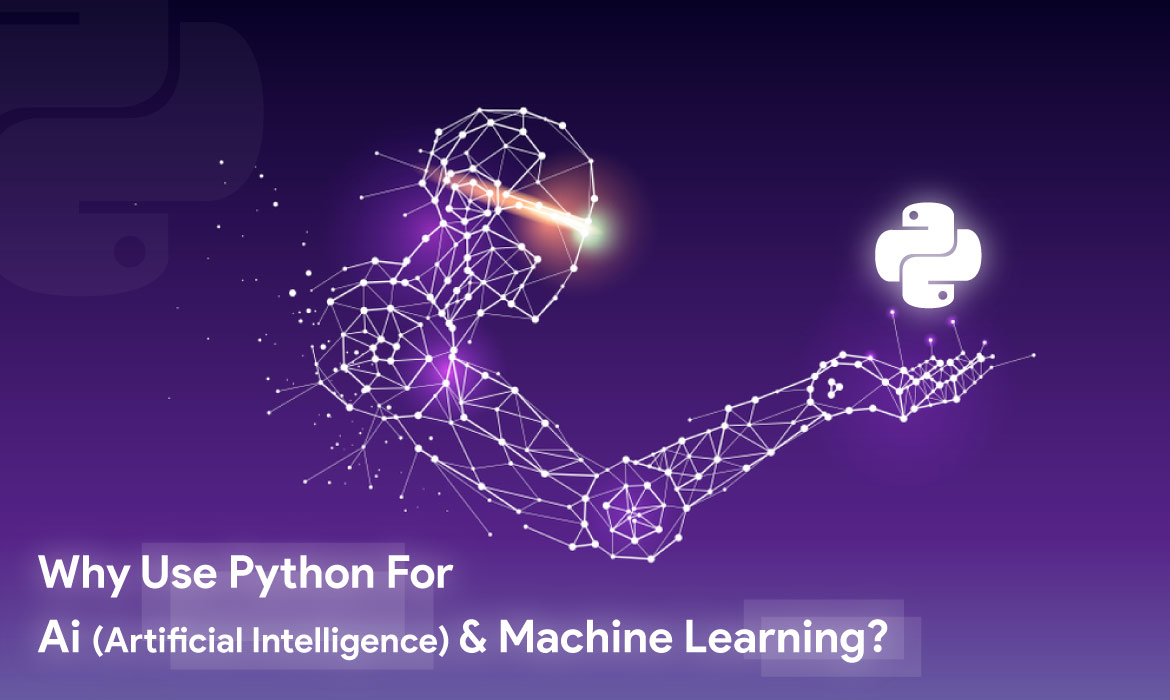 Why Use Python For
Ai (Artificial Intelligence) & Machine Learning?